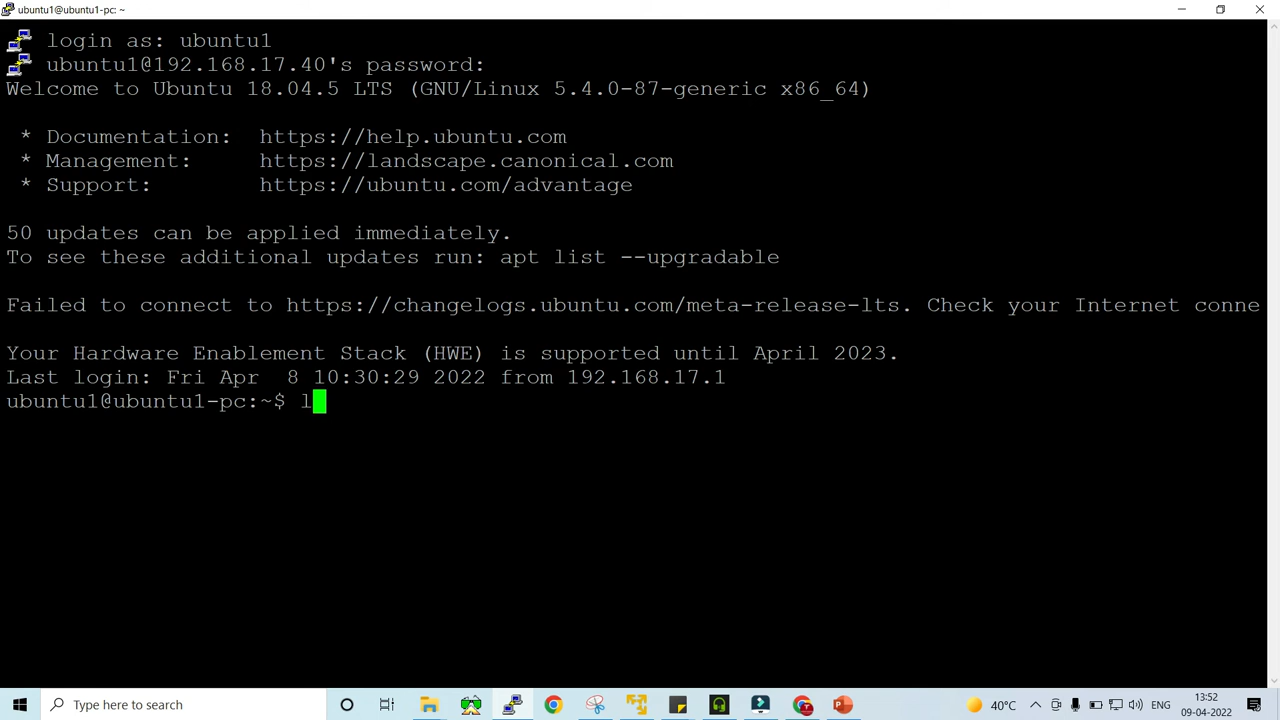 ubuntu1@ubuntu1-pc: ~
login as: ubuntu1
ubuntu1@192.168.17.40's password:
Welcome to Ubuntu 18.04.5 LTS (GNU/Linux 5.4.0-87-generic x86_64)
* Documentation:  https://help.ubuntu.com
* Management:     https://landscape.canonical.com
* Support:        https://ubuntu.com/advantage
50 updates can be applied immediately.
To see these additional updates run: apt list --upgradable
Failed to connect to https://changelogs.ubuntu.com/meta-release-lts. Check your Internet conne
Your Hardware Enablement Stack (HWE) is supported until April 2023.
Last login: Fri Apr  8 10:30:29 2022 from 192.168.17.1
ubuntu1@ubuntu1-pc:~$ l
Type here to search
40°C
ENG
13:52
09-04-2022